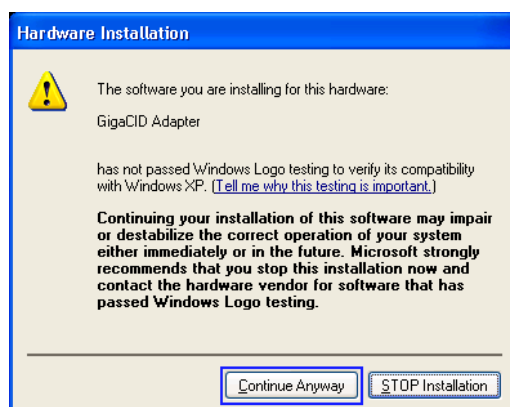 Hardware Installation
The software you are installing for this hardware:
GigaCID Adapter
has not passed Windows Logo testing to verify its compatibility
with Windows XP. (Tell me why this testing is important.)
Continuing your installation of this software may impair
or destabilize the correct operation of your system
either immediately or in the future. Microsoft strongly
recommends that you stop this installation now and
contact the hardware vendor for software that has
passed Windows Logo testing.
Continue Anyway STOP Installation